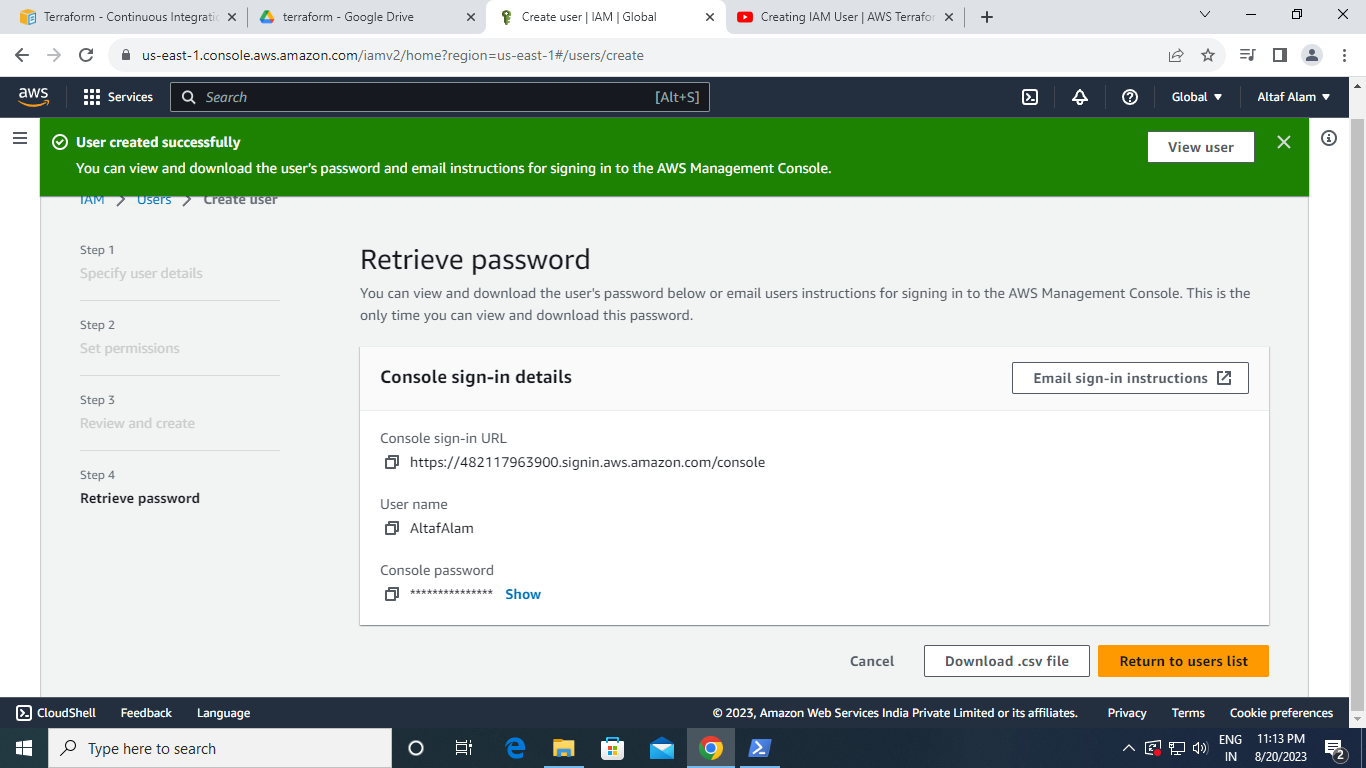 Terraform - Continuous Integratio
terraform - Google Drive
Create user | IAM | Global
Creating IAM User | AWS Terrafor
us-east-1.console.aws.amazon.com/iamv2/home?region=us-east-1#/users/create
aws
Services
Search
[Alt+S]
Global
Altaf Alam
User created successfully
You can view and download the user's password and email instructions for signing in to the AWS Management Console.
View user
IAM > Users > Create user
Step 1
Specify user details
Step 2
Set permissions
Step 3
Review and create
Step 4
Retrieve password
Retrieve password
You can view and download the user's password below or email users instructions for signing in to the AWS Management Console. This is the
only time you can view and download this password.
Console sign-in details
Email sign-in instructions
Console sign-in URL
https://482117963900.signin.aws.amazon.com/console
User name
AltafAlam
Console password
*************** Show
Cancel
Download .csv file
Return to users list
CloudShell
Feedback
Language
© 2023, Amazon Web Services India Private Limited or its affiliates.
Privacy
Terms
Cookie preferences
Type here to search
ENG
IN
11:13 PM
8/20/2023
2